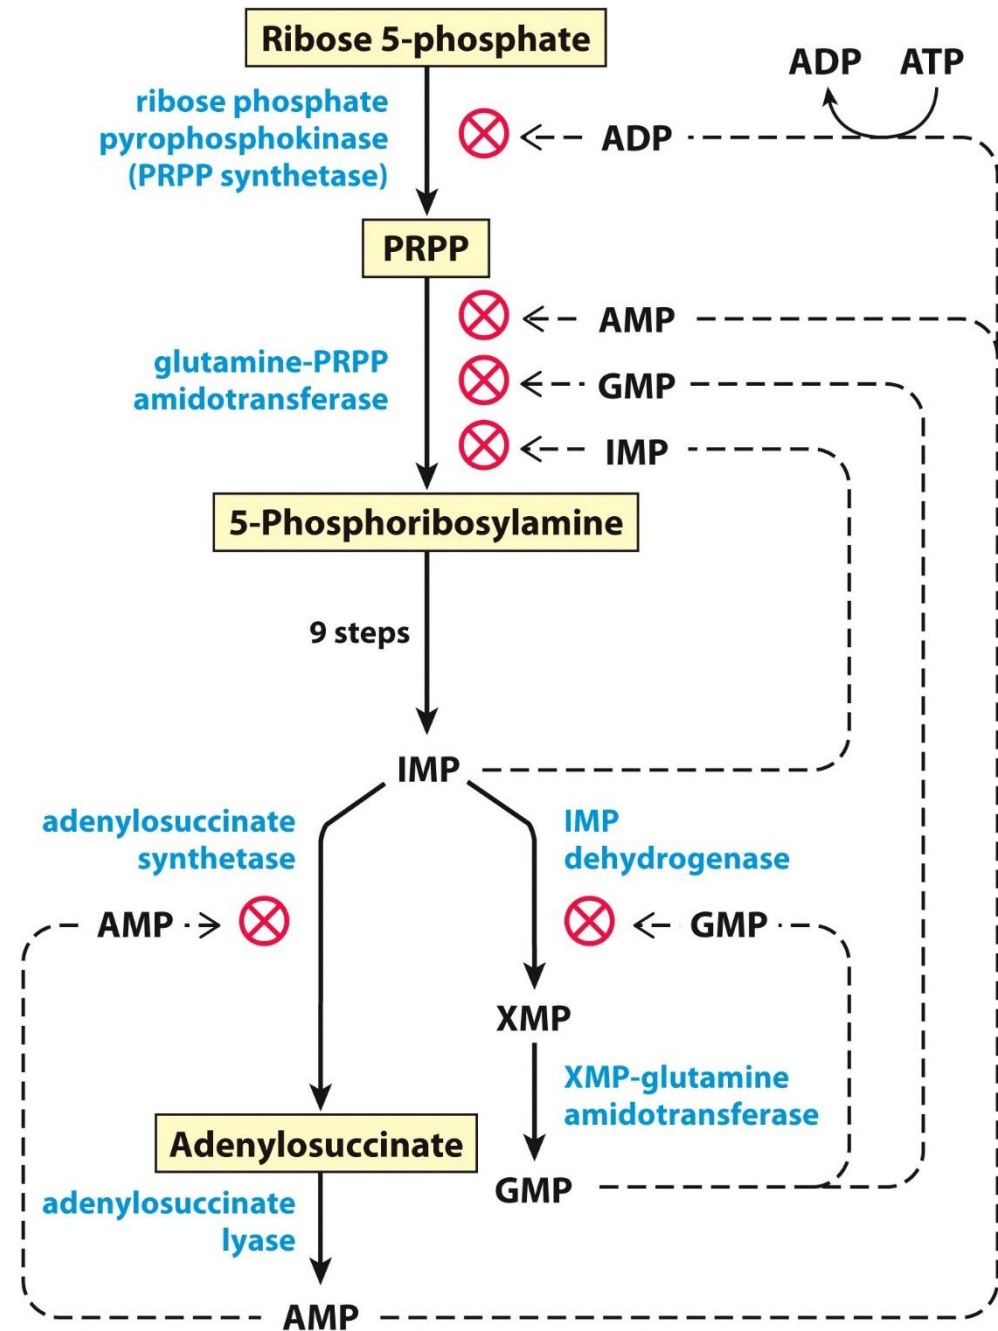 Ribose 5-phosphate
ADP ATP
ribose phosphate
pyrophosphokinase
(PRPP synthetase)
ADP
PRPP
AMP
glutamine-PRPP
amidotransferase
GMP
IMP
5-Phosphoribosylamine
9 steps
IMP
adenylosuccinate
synthetase
IMP
dehydrogenase
AMP
GMP
XMP
XMP-glutamine
amidotransferase
Adenylosuccinate
GMP
adenylosuccinate
lyase
AMP